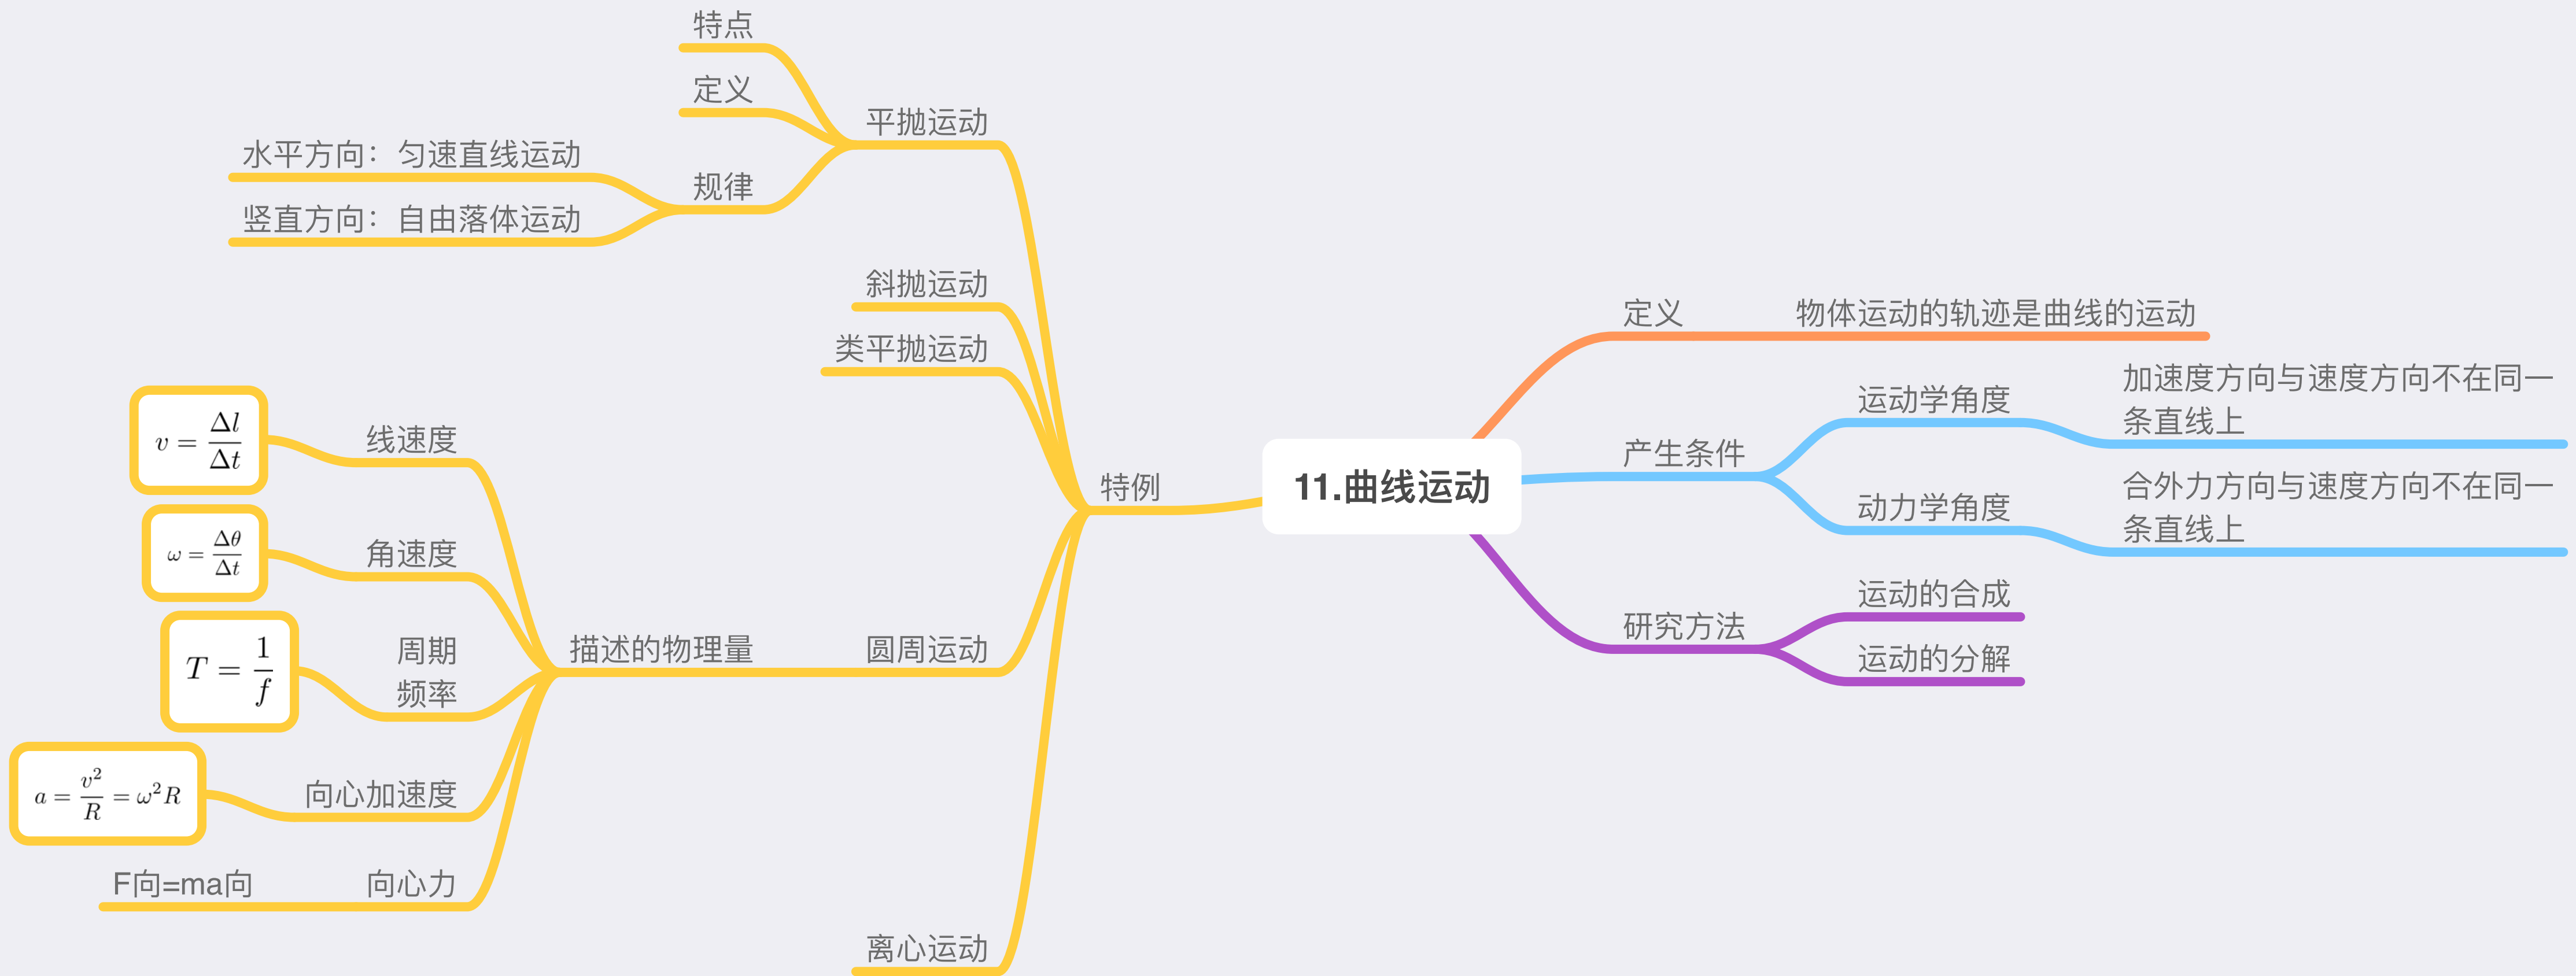 11.曲线运动
定义
物体运动的轨迹是曲线的运动
产生条件
运动学角度
加速度方向与速度方向不在同一
条直线上
动力学角度
合外力方向与速度方向不在同一
条直线上
研究方法
运动的合成
运动的分解
特例
平抛运动
特点
定义
规律
水平方向：匀速直线运动
竖直方向：自由落体运动
斜抛运动
类平抛运动
圆周运动
描述的物理量
线速度
v = Δl/Δt
角速度
ω = Δθ/Δt
周期
频率
T = 1/f
向心加速度
a = v²/R = ω²R
向心力
F向=ma向
离心运动